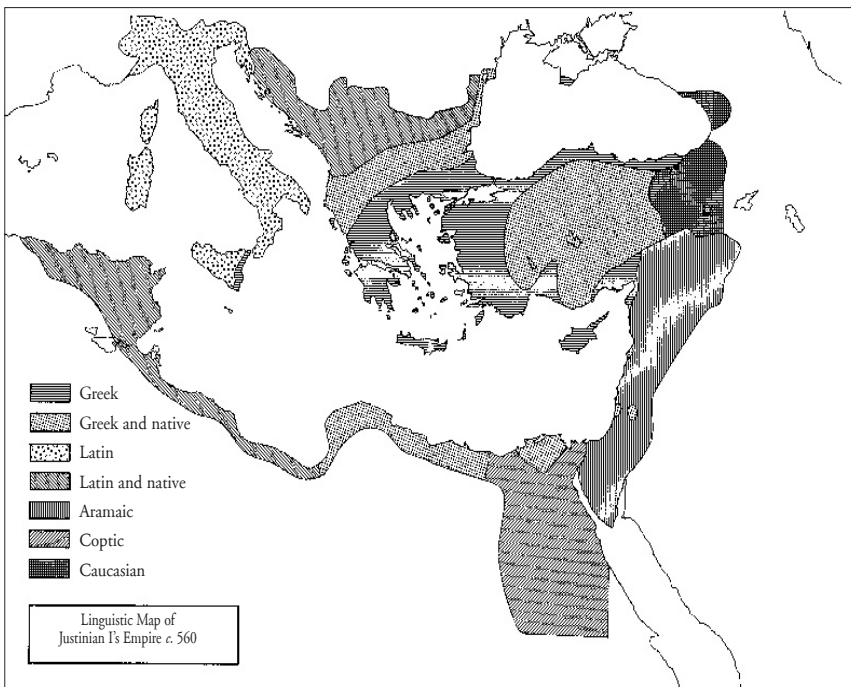 Greek
Greek and native
Latin
Latin and native
Aramaic
Coptic
Caucasian
Linguistic Map of
Justinian I's Empire c. 560